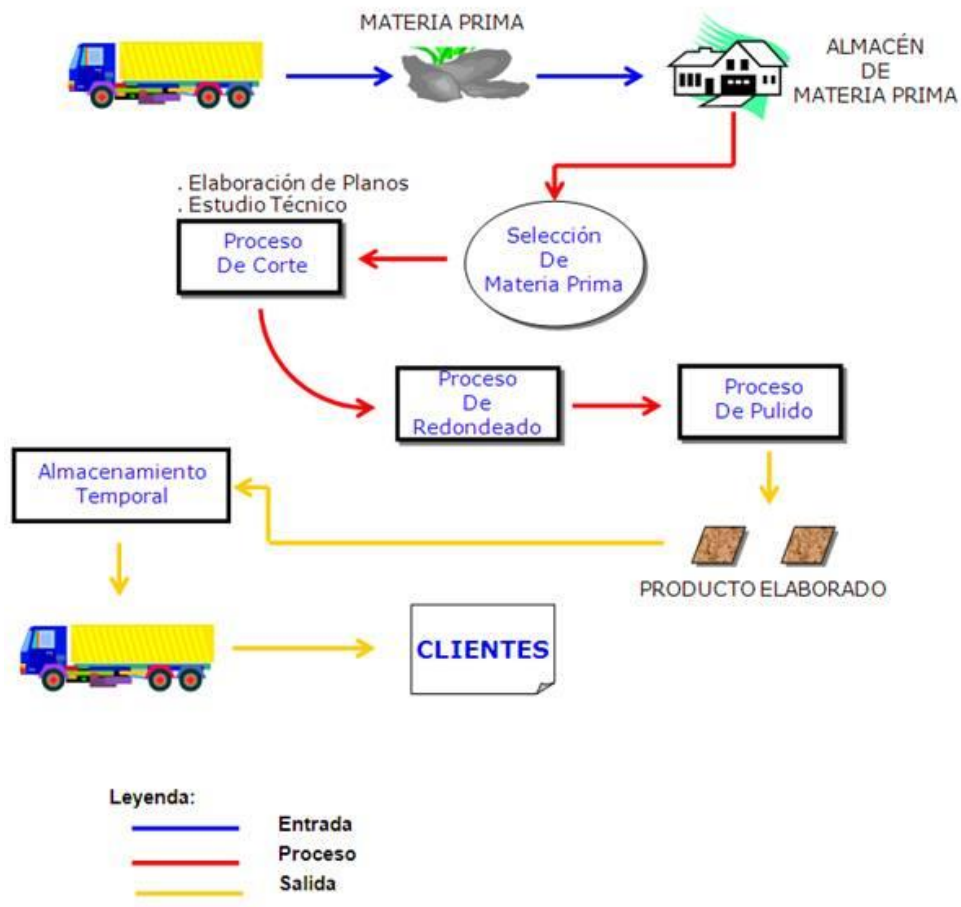 MATERIA PRIMA
ALMACÉN
DE
MATERIA PRIMA
. Elaboración de Planos
. Estudio Técnico
Proceso
De Corte
Selección
De
Materia Prima
Proceso
De
Redondeado
Proceso
De Pulido
Almacenamiento
Temporal
PRODUCTO ELABORADO
CLIENTES
Leyenda:
Entrada
Proceso
Salida